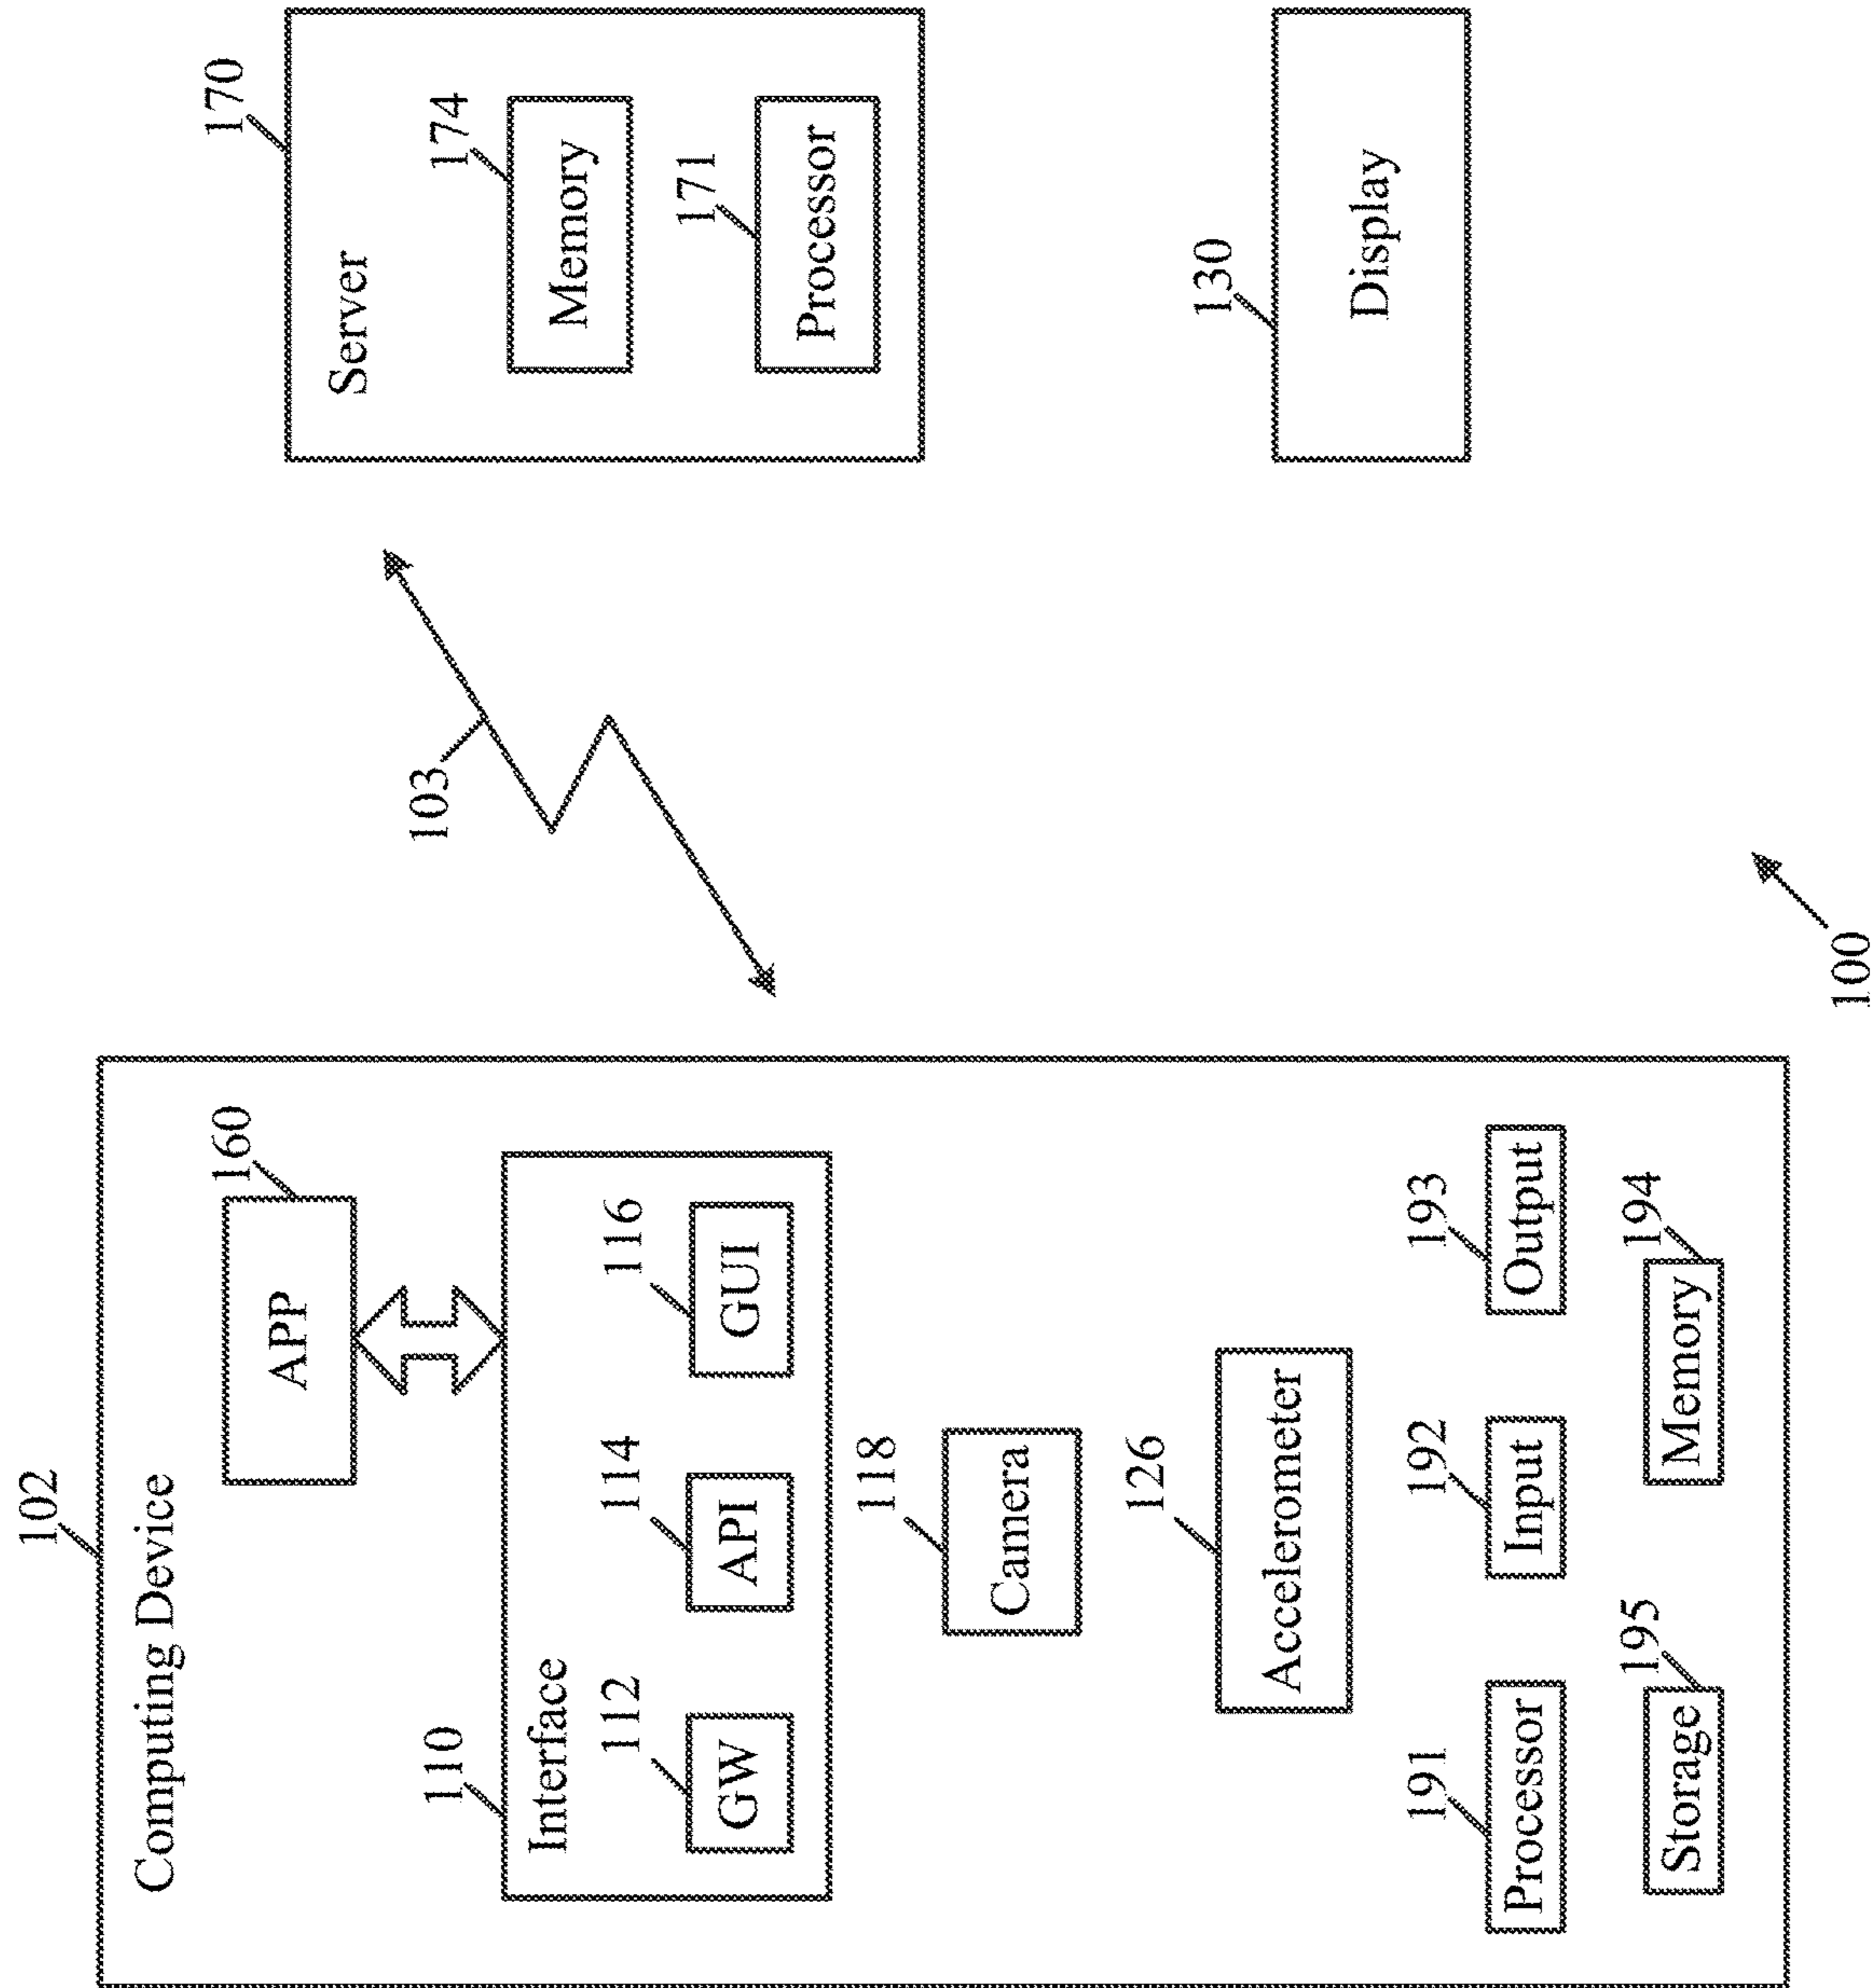 102
Computing Device
160
APP
110
Interface
112
GW
114
API
116
GUI
118
Camera
126
Accelerometer
191
Processor
192
Input
193
Output
195
Storage
194
Memory
103
170
Server
174
Memory
171
Processor
130
Display
100